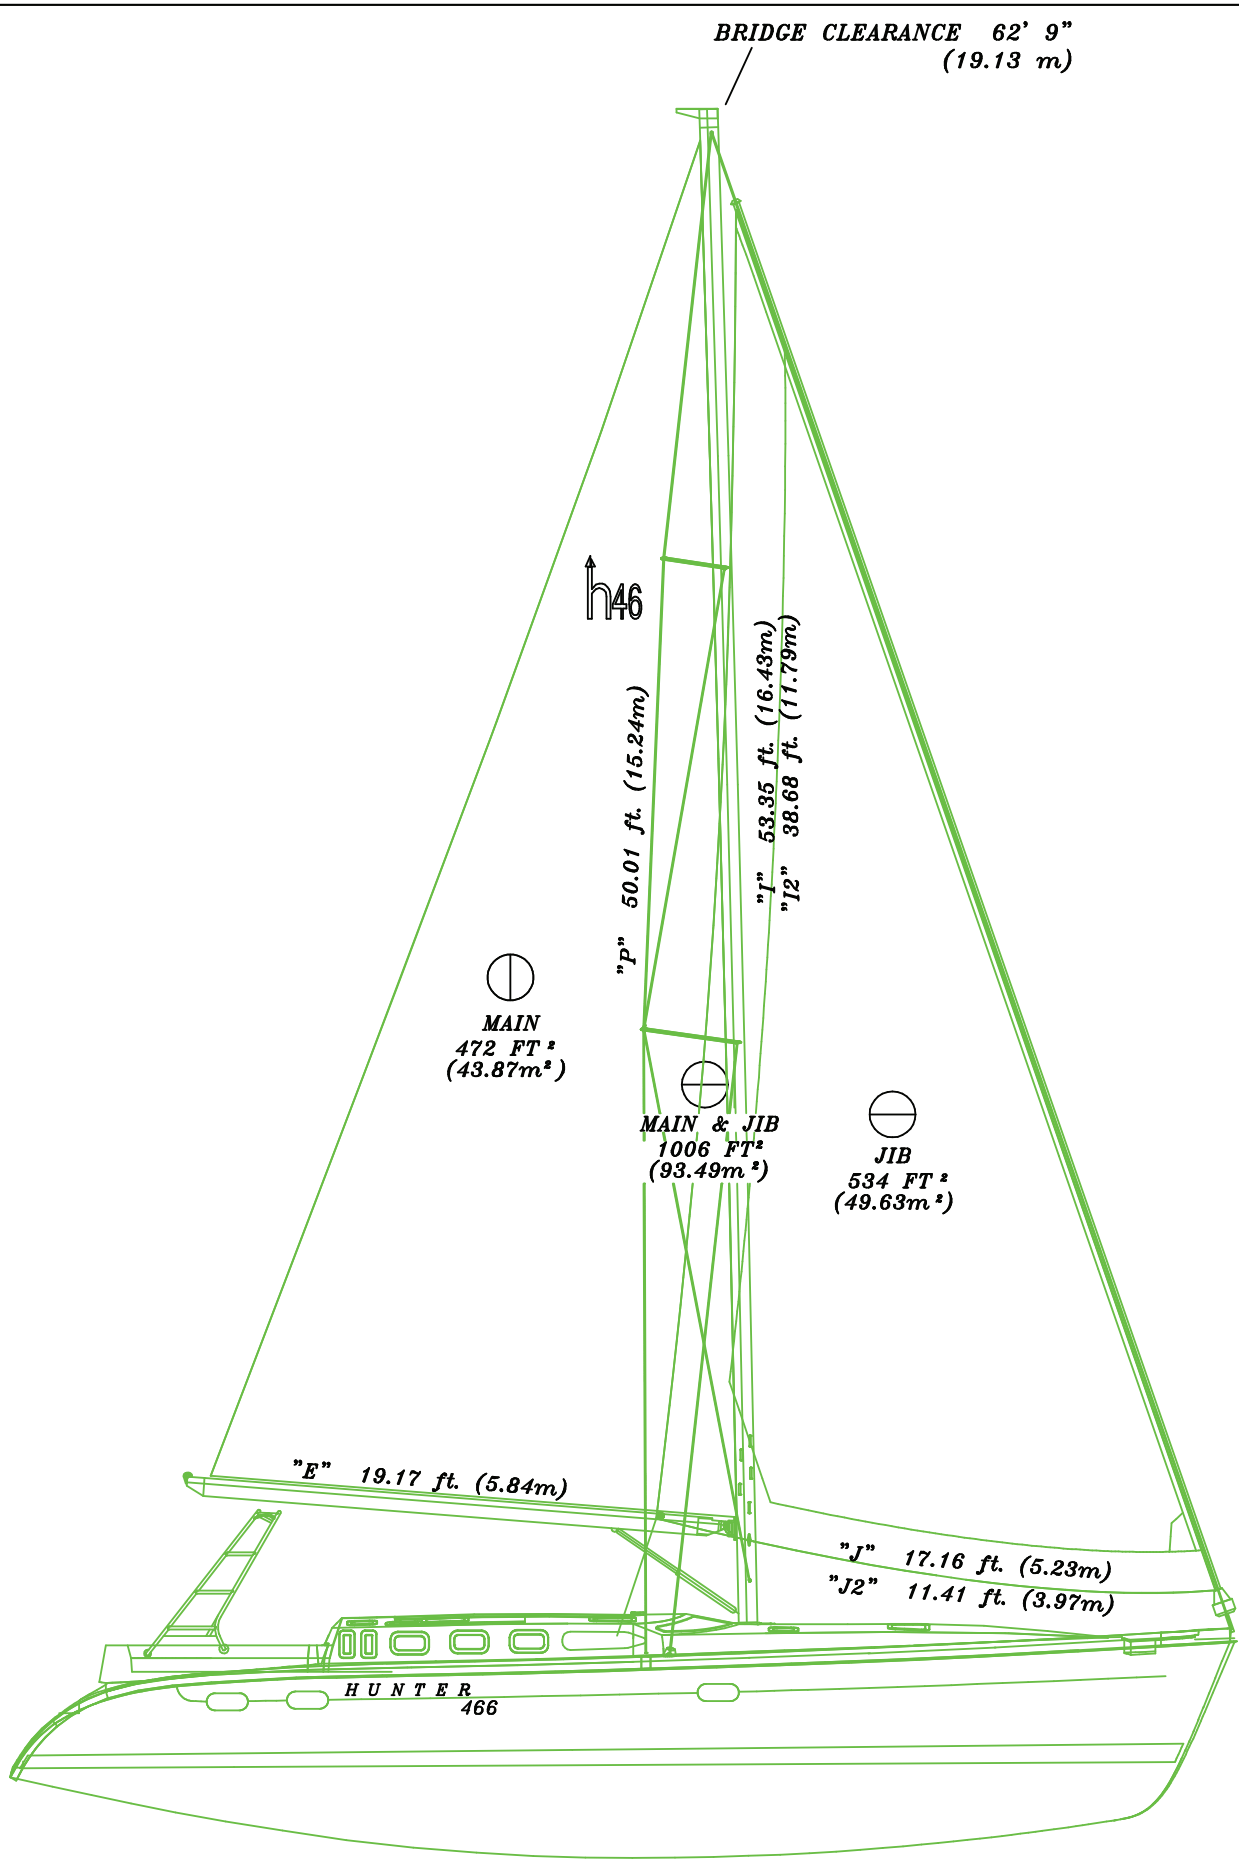 BRIDGE CLEARANCE 62' 9"
(19.13 m)
h46
"P" 50.01 ft. (15.24m)
"I" 53.35 ft. (16.43m)
"I2" 38.68 ft. (11.79m)
MAIN
472 FT²
(43.87m²)
MAIN & JIB
1006 FT²
(93.49m²)
JIB
534 FT²
(49.63m²)
"E" 19.17 ft. (5.84m)
"J" 17.16 ft. (5.23m)
"J2" 11.41 ft. (3.97m)
HUNTER
466